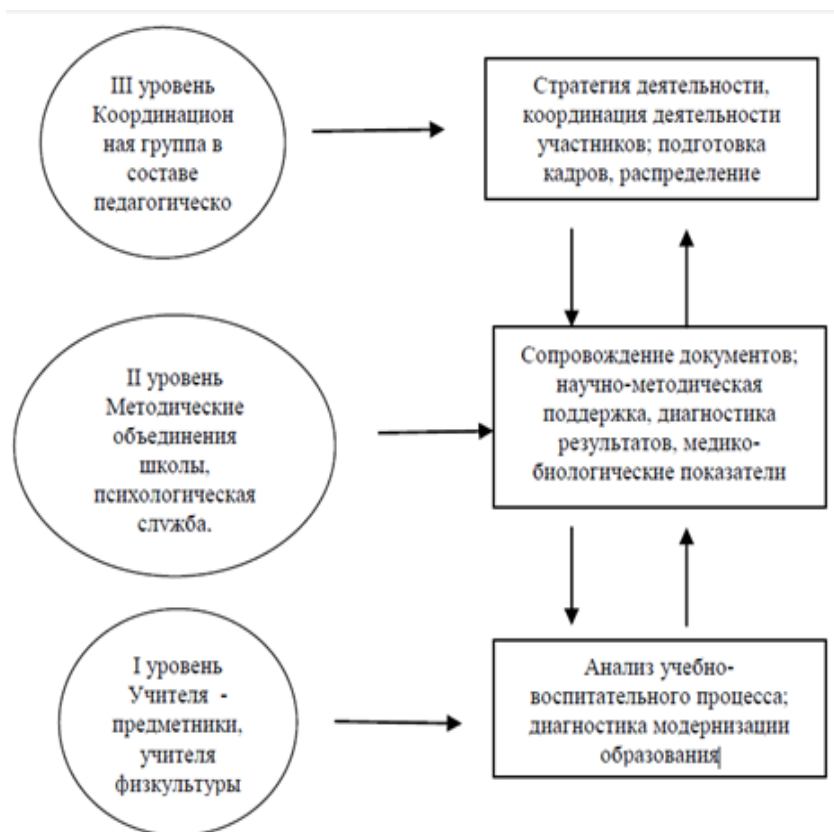 III уровень
Координацион
ная группа в
составе
педагогическо
Стратегия деятельности,
координация деятельности
участников; подготовка
кадров, распределение
II уровень
Методические
объединения
школы,
психологическая
служба.
Сопровождение документов;
научно-методическая
поддержка, диагностика
результатов, медико-
биологические показатели
I уровень
Учителя -
предметники,
учителя
физкультуры
Анализ учебно-
воспитательного процесса;
диагностика модернизации
образования